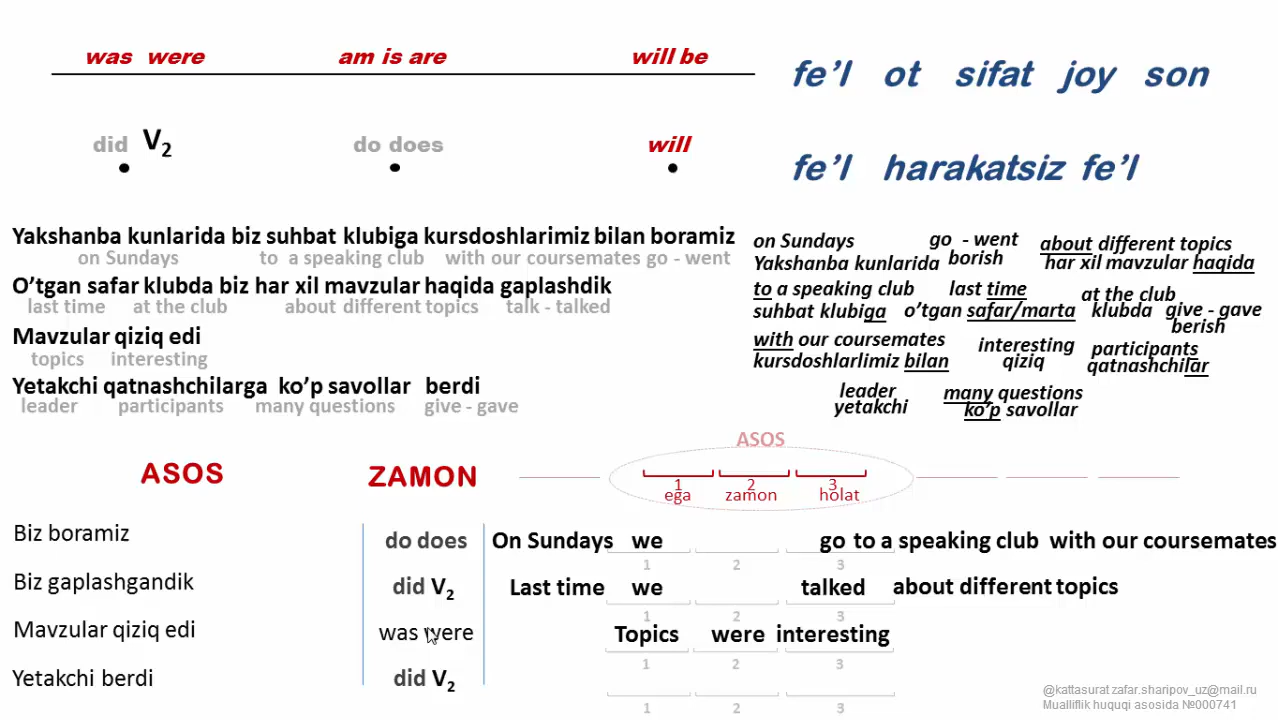 was were am is are will be
fe’l ot sifat joy son
did V2 do does will
fe’l harakatsiz fe’l
Yakshanba kunlarida biz suhbat klubiga kursdoshlarimiz bilan boramiz
on Sundays to a speaking club with our coursemates go - went
O’tgan safar klubda biz har xil mavzular haqida gaplashdik
last time at the club about different topics talk - talked
Mavzular qiziq edi
topics interesting
Yetakchi qatnashchilarga ko’p savollar berdi
leader participants many questions give - gave
on Sundays go - went about different topics
Yakshanba kunlarida borish har xil mavzular haqida
to a speaking club last time at the club
suhbat klubiga o’tgan safar/marta klubda give - gave
berish
with our coursemates interesting participants
kursdoshlarlimiz bilan qiziq qatnashchilar
leader many questions
yetakchi ko’p savollar
ASOS
ASOS ZAMON
1 2 3
ega zamon holat
Biz boramiz do does On Sundays we go to a speaking club with our coursemates
1 2 3
Biz gaplashgandik did V2 Last time we talked about different topics
1 2 3
Mavzular qiziq edi was were Topics were interesting
1 2 3
Yetakchi berdi did V2
1 2 3
@kattasurat zafar.sharipov_uz@mail.ru
Mualliflik huquqi asosida №000741